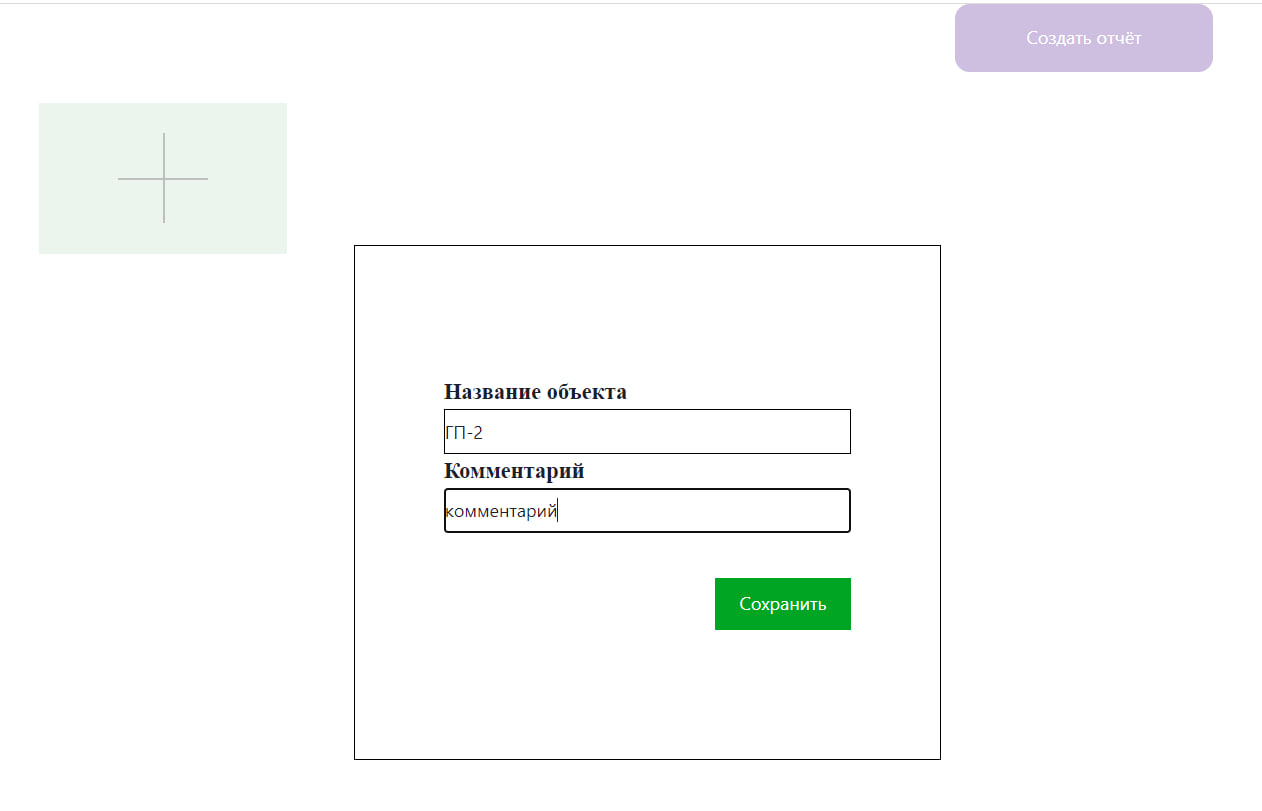 Создать отчёт
Название объекта
ГП-2
Комментарий
комментарий
Сохранить